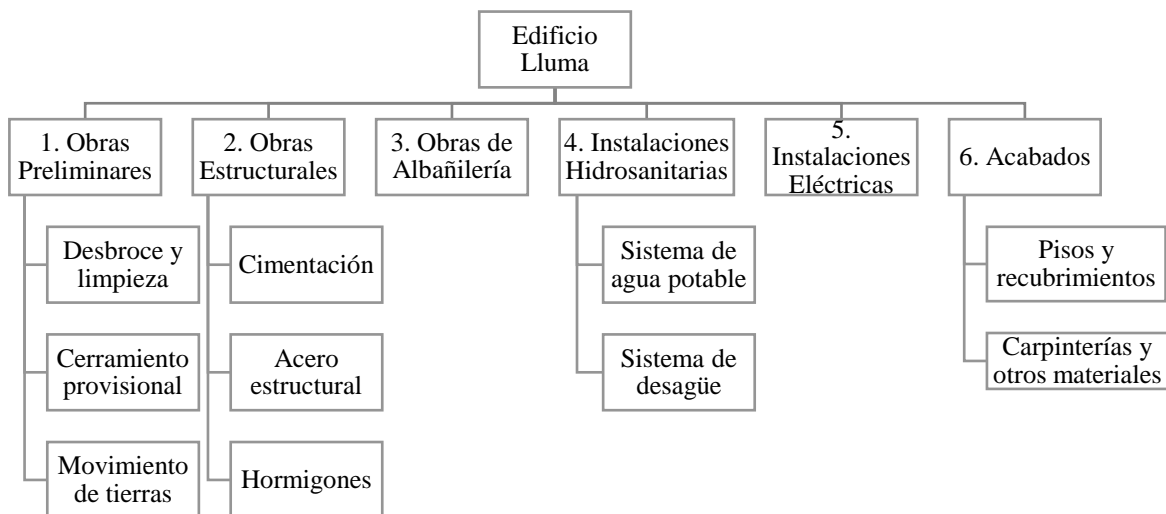 Edificio
Lluma
1. Obras
Preliminares
2. Obras
Estructurales
3. Obras de
Albañilería
4. Instalaciones
Hidrosanitarias
5.
Instalaciones
Eléctricas
6. Acabados
Desbroce y
limpieza
Cerramiento
provisional
Movimiento
de tierras
Cimentación
Acero
estructural
Hormigones
Sistema de
agua potable
Sistema de
desagüe
Pisos y
recubrimientos
Carpinterías y
otros materiales